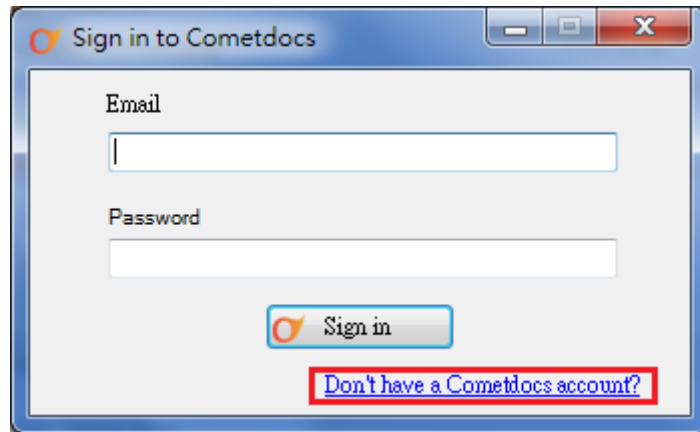 Sign in to Cometdocs
Email
Password
Sign in
Don't have a Cometdocs account?